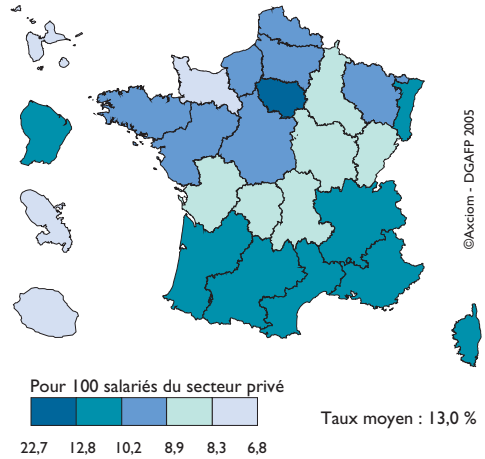 ©Axciom - DGAFP 2005
Pour 100 salariés du secteur privé
Taux moyen : 13,0 %
22,7 12,8 10,2 8,9 8,3 6,8